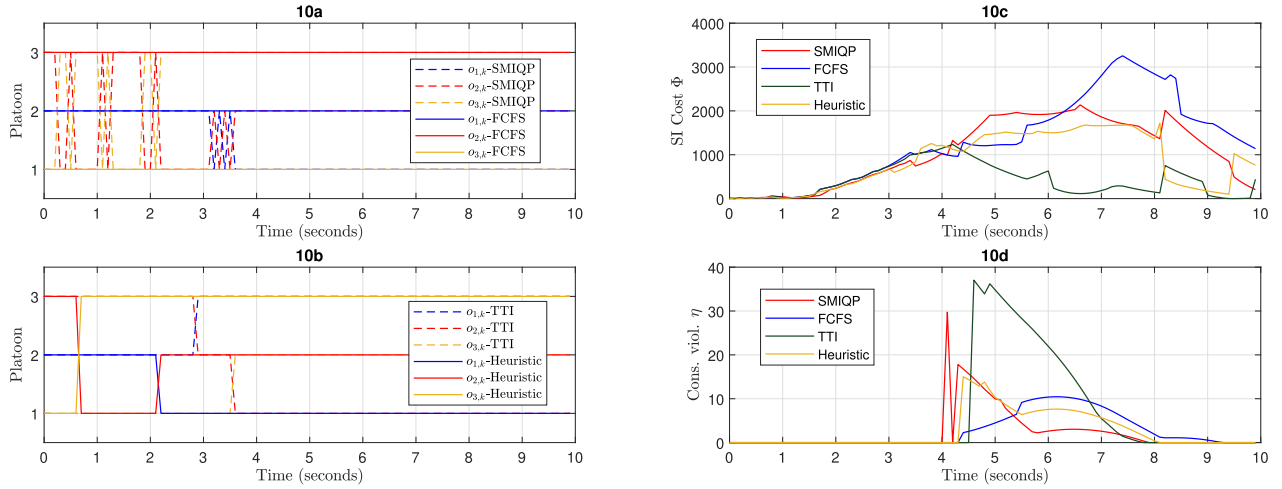 10a
Platoon
3
2
1
o1,k-SMIQP
o2,k-SMIQP
o3,k-SMIQP
o1,k-FCFS
o2,k-FCFS
o3,k-FCFS
0 1 2 3 4 5 6 7 8 9 10
Time (seconds)
10c
SI Cost Φ
4000
3000
2000
1000
0
SMIQP
FCFS
TTI
Heuristic
0 1 2 3 4 5 6 7 8 9 10
Time (seconds)
10b
Platoon
3
2
1
o1,k-TTI
o2,k-TTI
o3,k-TTI
o1,k-Heuristic
o2,k-Heuristic
o3,k-Heuristic
0 1 2 3 4 5 6 7 8 9 10
Time (seconds)
10d
Cons. viol. η
40
30
20
10
0
SMIQP
FCFS
TTI
Heuristic
0 1 2 3 4 5 6 7 8 9 10
Time (seconds)